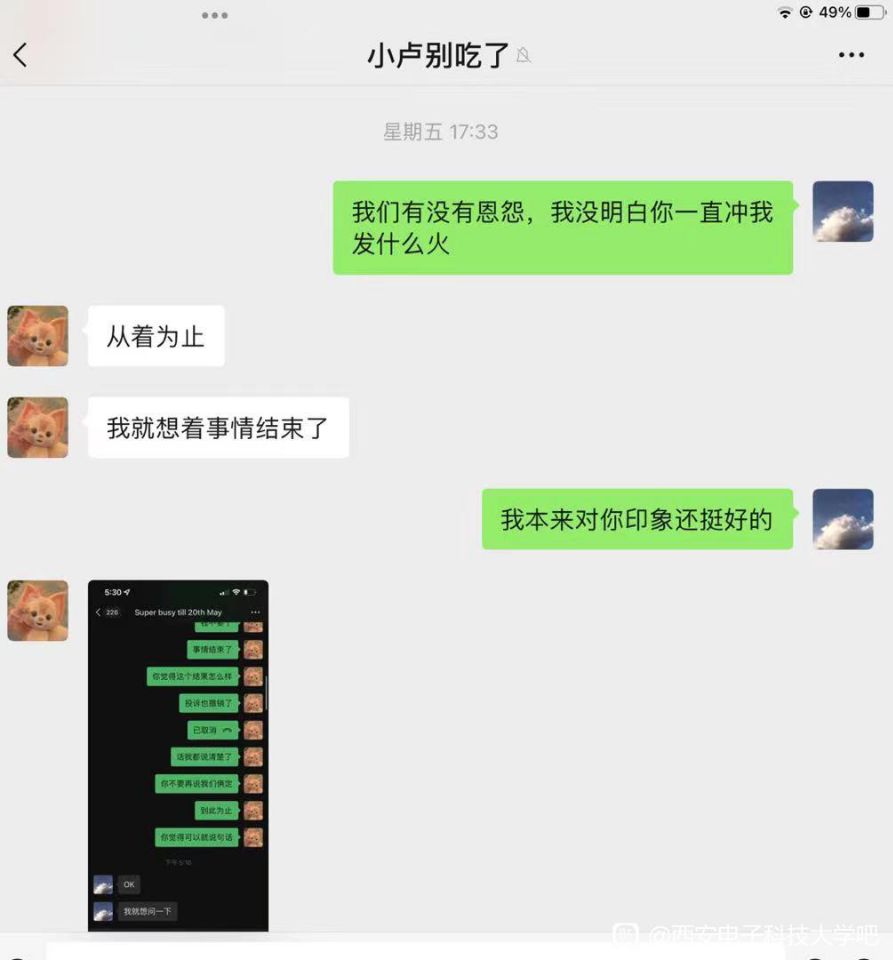 49%
小卢别吃了
星期五 17:33
我们有没有恩怨，我没明白你一直冲我
发什么火
从着为止
我就想着事情结束了
我本来对你印象还挺好的
5:30
226
Super busy till 20th May
事情结束了
你觉得这个结果怎么样
投诉也撤销了
已取消
话我都说清楚了
你不要再说我们俩定
到此为止
你觉得可以就说句话
下午5:16
OK
我就想问一下
@西安电子科技大学吧